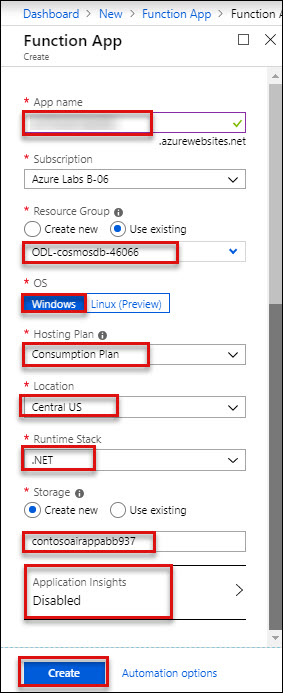 Dashboard > New > Function App > Function App
Function App
Create
* App name
.azurewebsites.net
* Subscription
Azure Labs B-06
* Resource Group
Create new Use existing
ODL-cosmosdb-46066
* OS
Windows Linux (Preview)
* Hosting Plan
Consumption Plan
* Location
Central US
* Runtime Stack
.NET
* Storage
Create new Use existing
contosoairappabb937
Application Insights
Disabled
Create Automation options